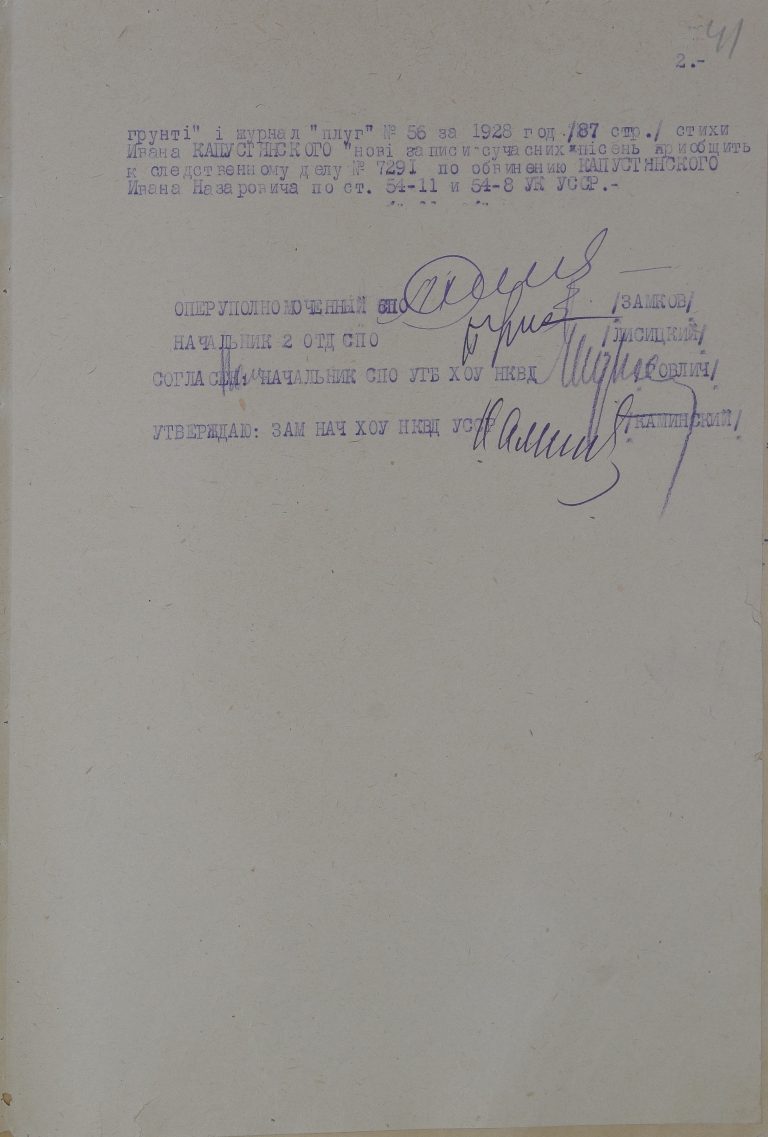 41
2.-
грунті" і журнал "плуг" № 56 за 1928 год /87 стр./ стихи
Ивана КАПУСТЯНСКОГО "нові записи сучасних пісень приобщить
к следственному делу № 7291 по обвинению КАПУСТЯНСКОГО
Ивана Назаровича по ст. 54-11 и 54-8 УК УССР.-
ОПЕРУПОЛНОМОЧЕННЫЙ СПО /ЗАМКОВ/
НАЧАЛЬНИК 2 ОТД СПО /ЛИСИЦКИЙ/
СОГЛАСЕН: НАЧАЛЬНИК СПО УГБ ХОУ НКВД
УТВЕРЖДАЮ: ЗАМ НАЧ ХОУ НКВД УССР /КАМИНСКИЙ/